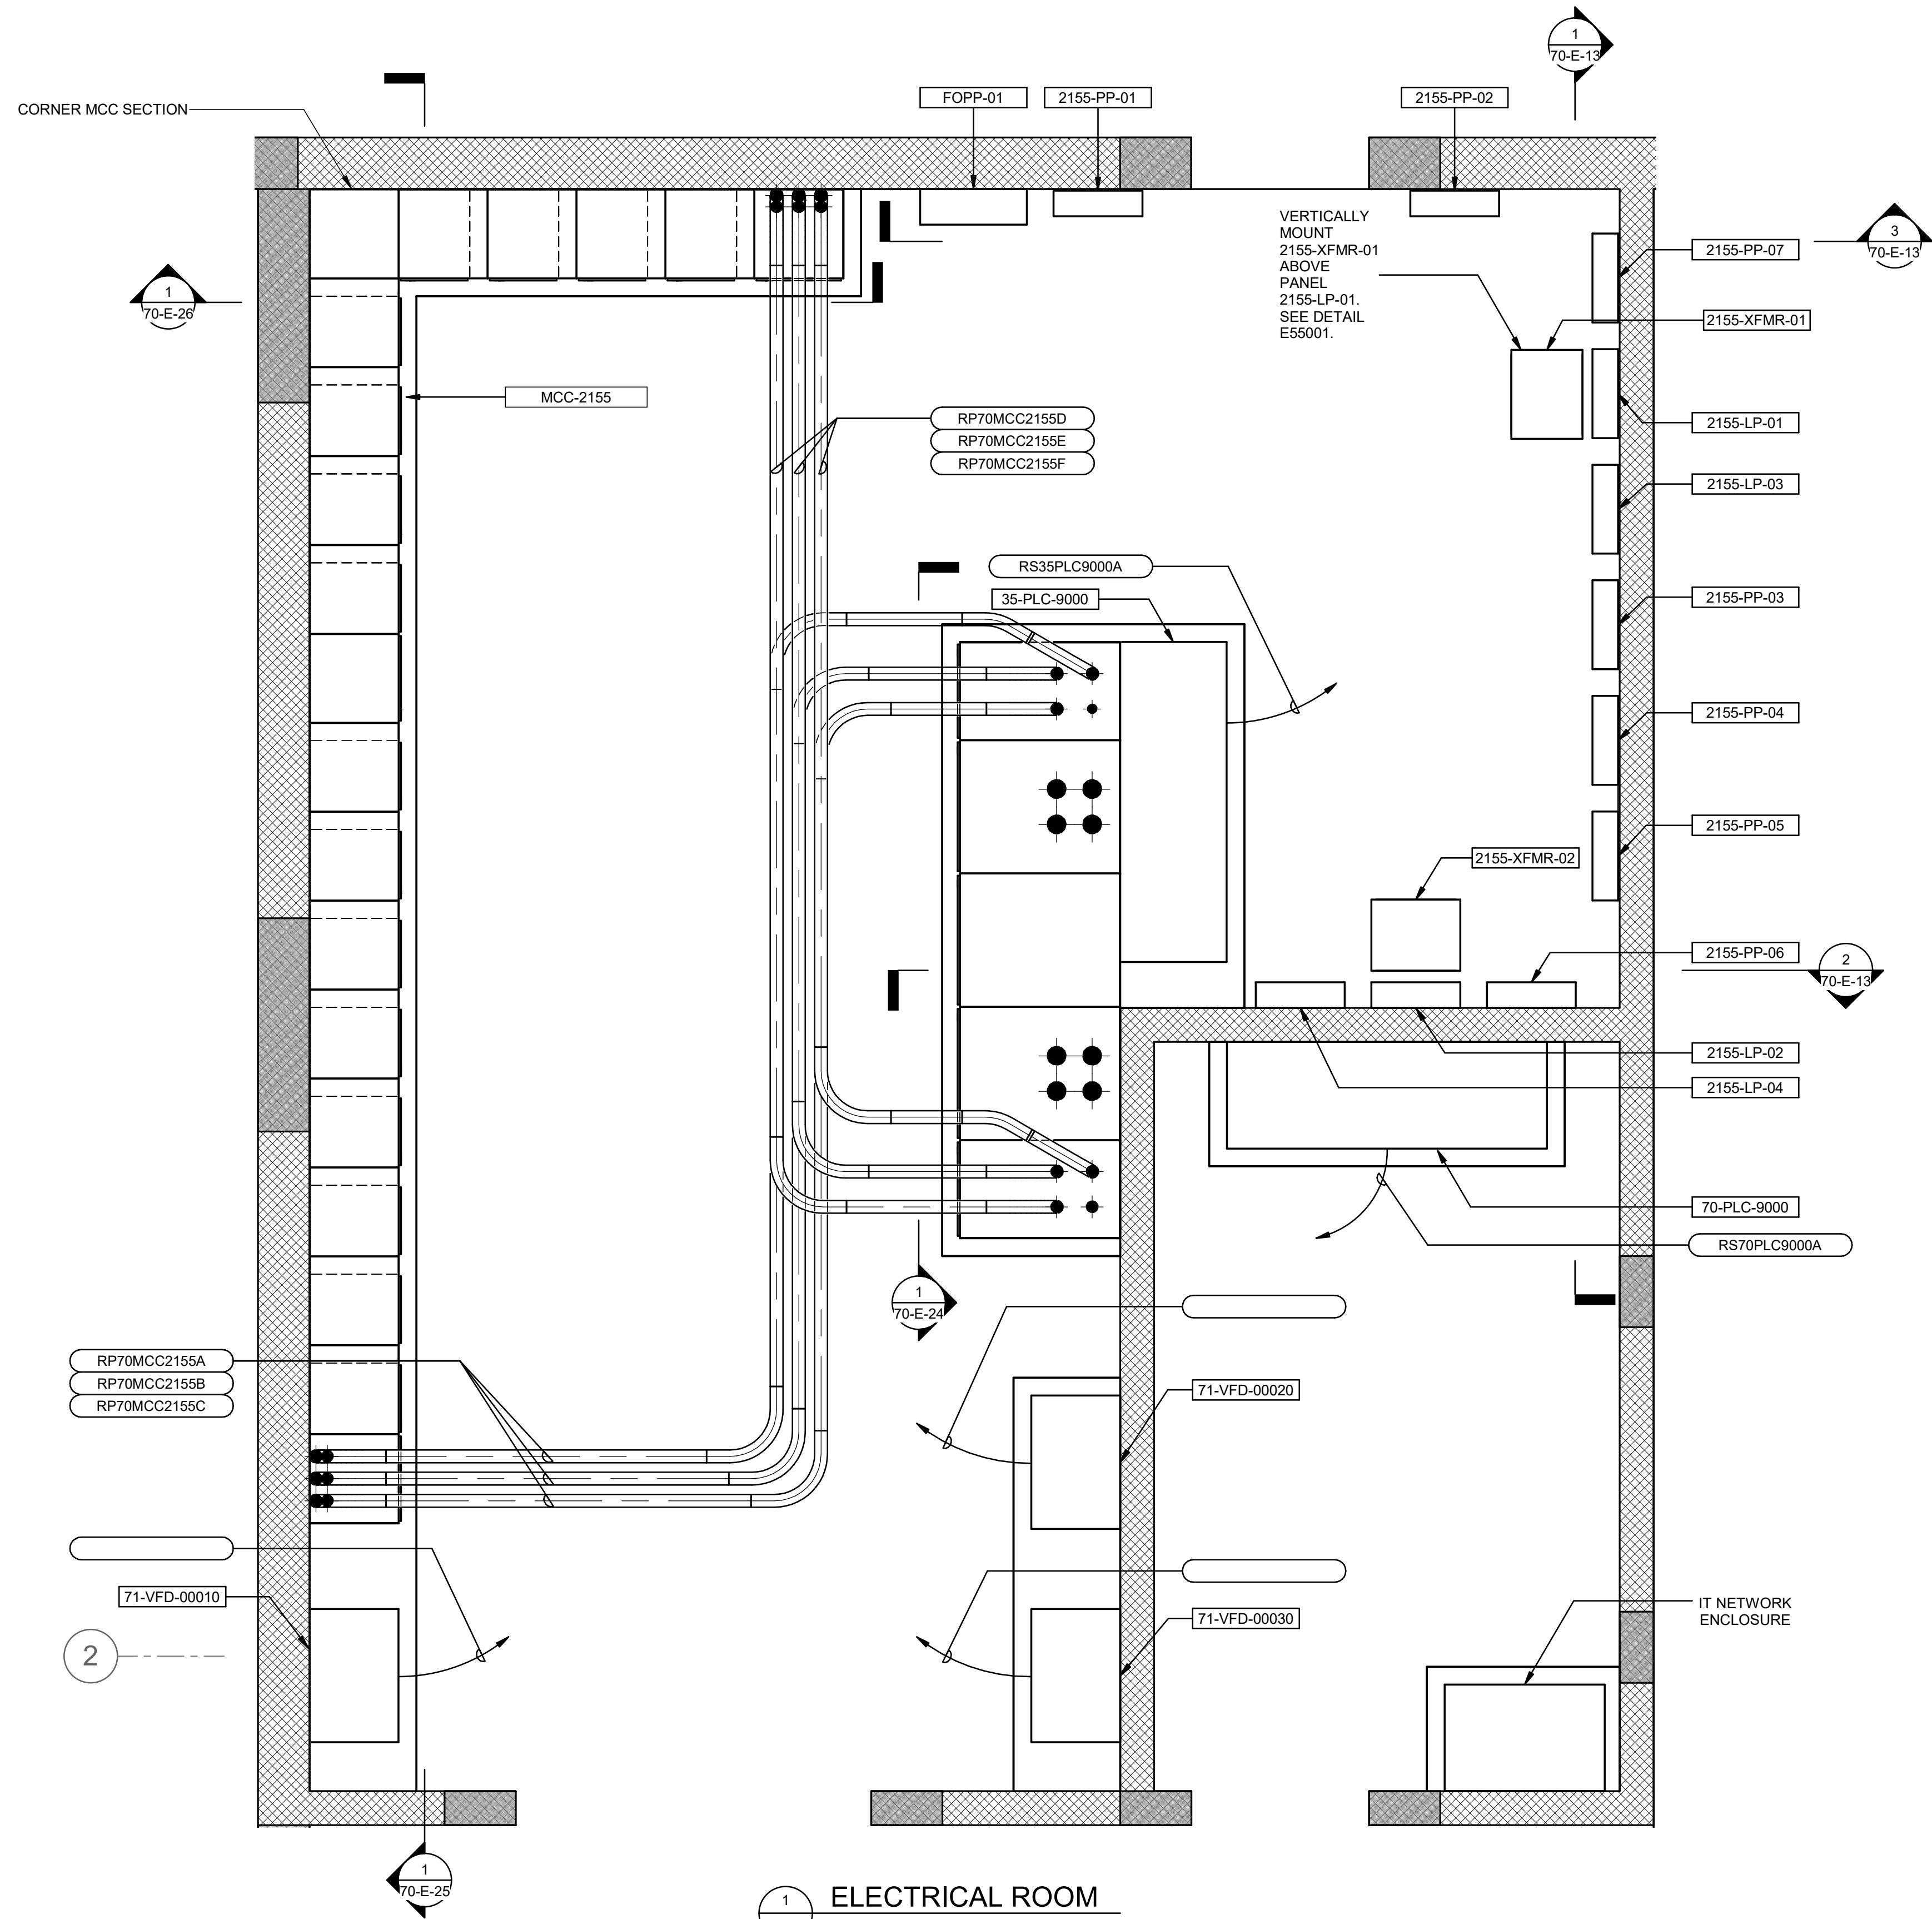 1
70-E-13
CORNER MCC SECTION
FOPP-01
2155-PP-01
2155-PP-02
VERTICALLY
MOUNT
2155-XFMR-01
ABOVE
PANEL
2155-LP-01.
SEE DETAIL
E55001.
3
70-E-13
2155-PP-07
1
70-E-26
2155-XFMR-01
MCC-2155
RP70MCC2155D
RP70MCC2155E
RP70MCC2155F
2155-LP-01
2155-LP-03
RS35PLC9000A
35-PLC-9000
2155-PP-03
2155-PP-04
2155-PP-05
2155-XFMR-02
2155-PP-06
2
70-E-13
2155-LP-02
2155-LP-04
70-PLC-9000
RS70PLC9000A
1
70-E-24
RP70MCC2155A
RP70MCC2155B
RP70MCC2155C
71-VFD-00020
71-VFD-00010
71-VFD-00030
IT NETWORK
ENCLOSURE
2
1
70-E-25
1
ELECTRICAL ROOM